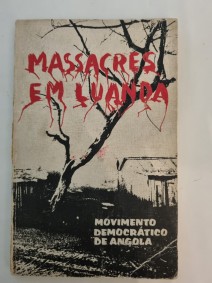 MASSACRES
EM LUANDA
MOVIMENTO
DEMOCRÁTICO
DE ANGOLA